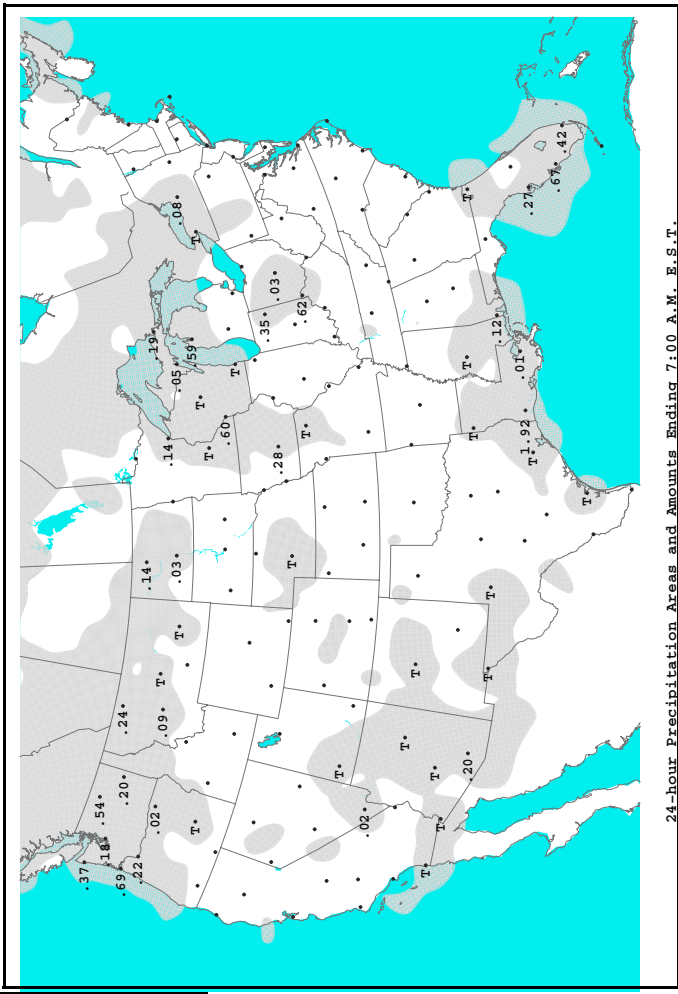 .37
.54
.18
.69
.24
.20
.22
.14
.19
.02
T
.09
.14
.03
.05
.08
T
.59
T
T
T
T
.60
T
.35
.03
.28
T
.62
T
T
.02
T
T
T
T
T
T
T
.20
T
T
T
.12
.01
1.92
.27
T
.67
.42
T
24-hour Precipitation Areas and Amounts Ending 7:00 A.M. E.S.T.